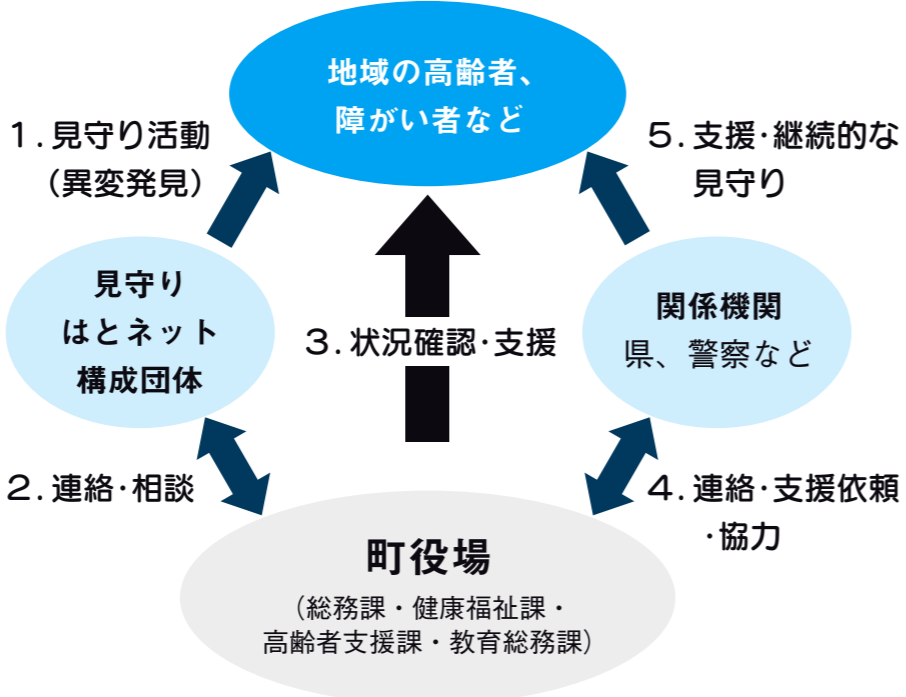 地域の高齢者、
障がい者など
1.見守り活動
（異変発見）
5.支援・継続的な
見守り
見守り
はとネット
構成団体
関係機関
県、警察など
3.状況確認・支援
2.連絡・相談
4.連絡・支援依頼
・協力
町役場
（総務課・健康福祉課・
高齢者支援課・教育総務課）